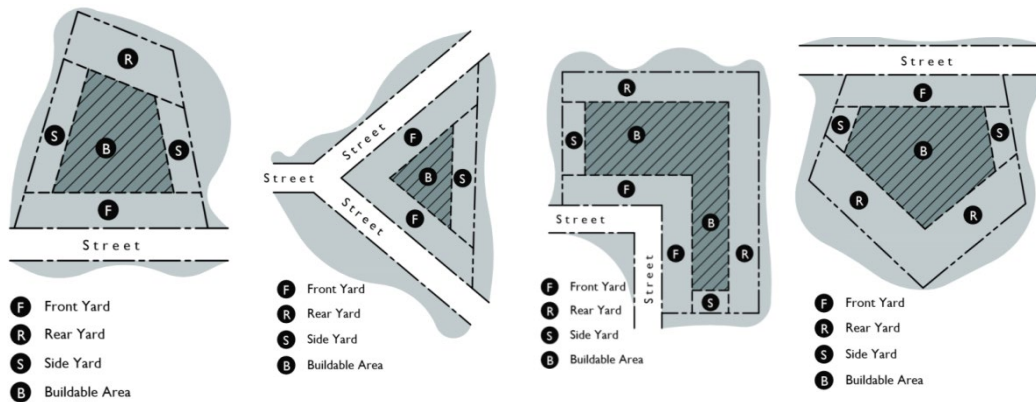 R
S
B
S
F
Street
F Front Yard
R Rear Yard
S Side Yard
B Buildable Area
Street
Street
Street
F
B
S
F
F Front Yard
R Rear Yard
S Side Yard
B Buildable Area
R
B
S
F
B
F
R
S
Street
Street
F Front Yard
R Rear Yard
S Side Yard
B Buildable Area
Street
F
S
S
B
R
R
F Front Yard
R Rear Yard
S Side Yard
B Buildable Area